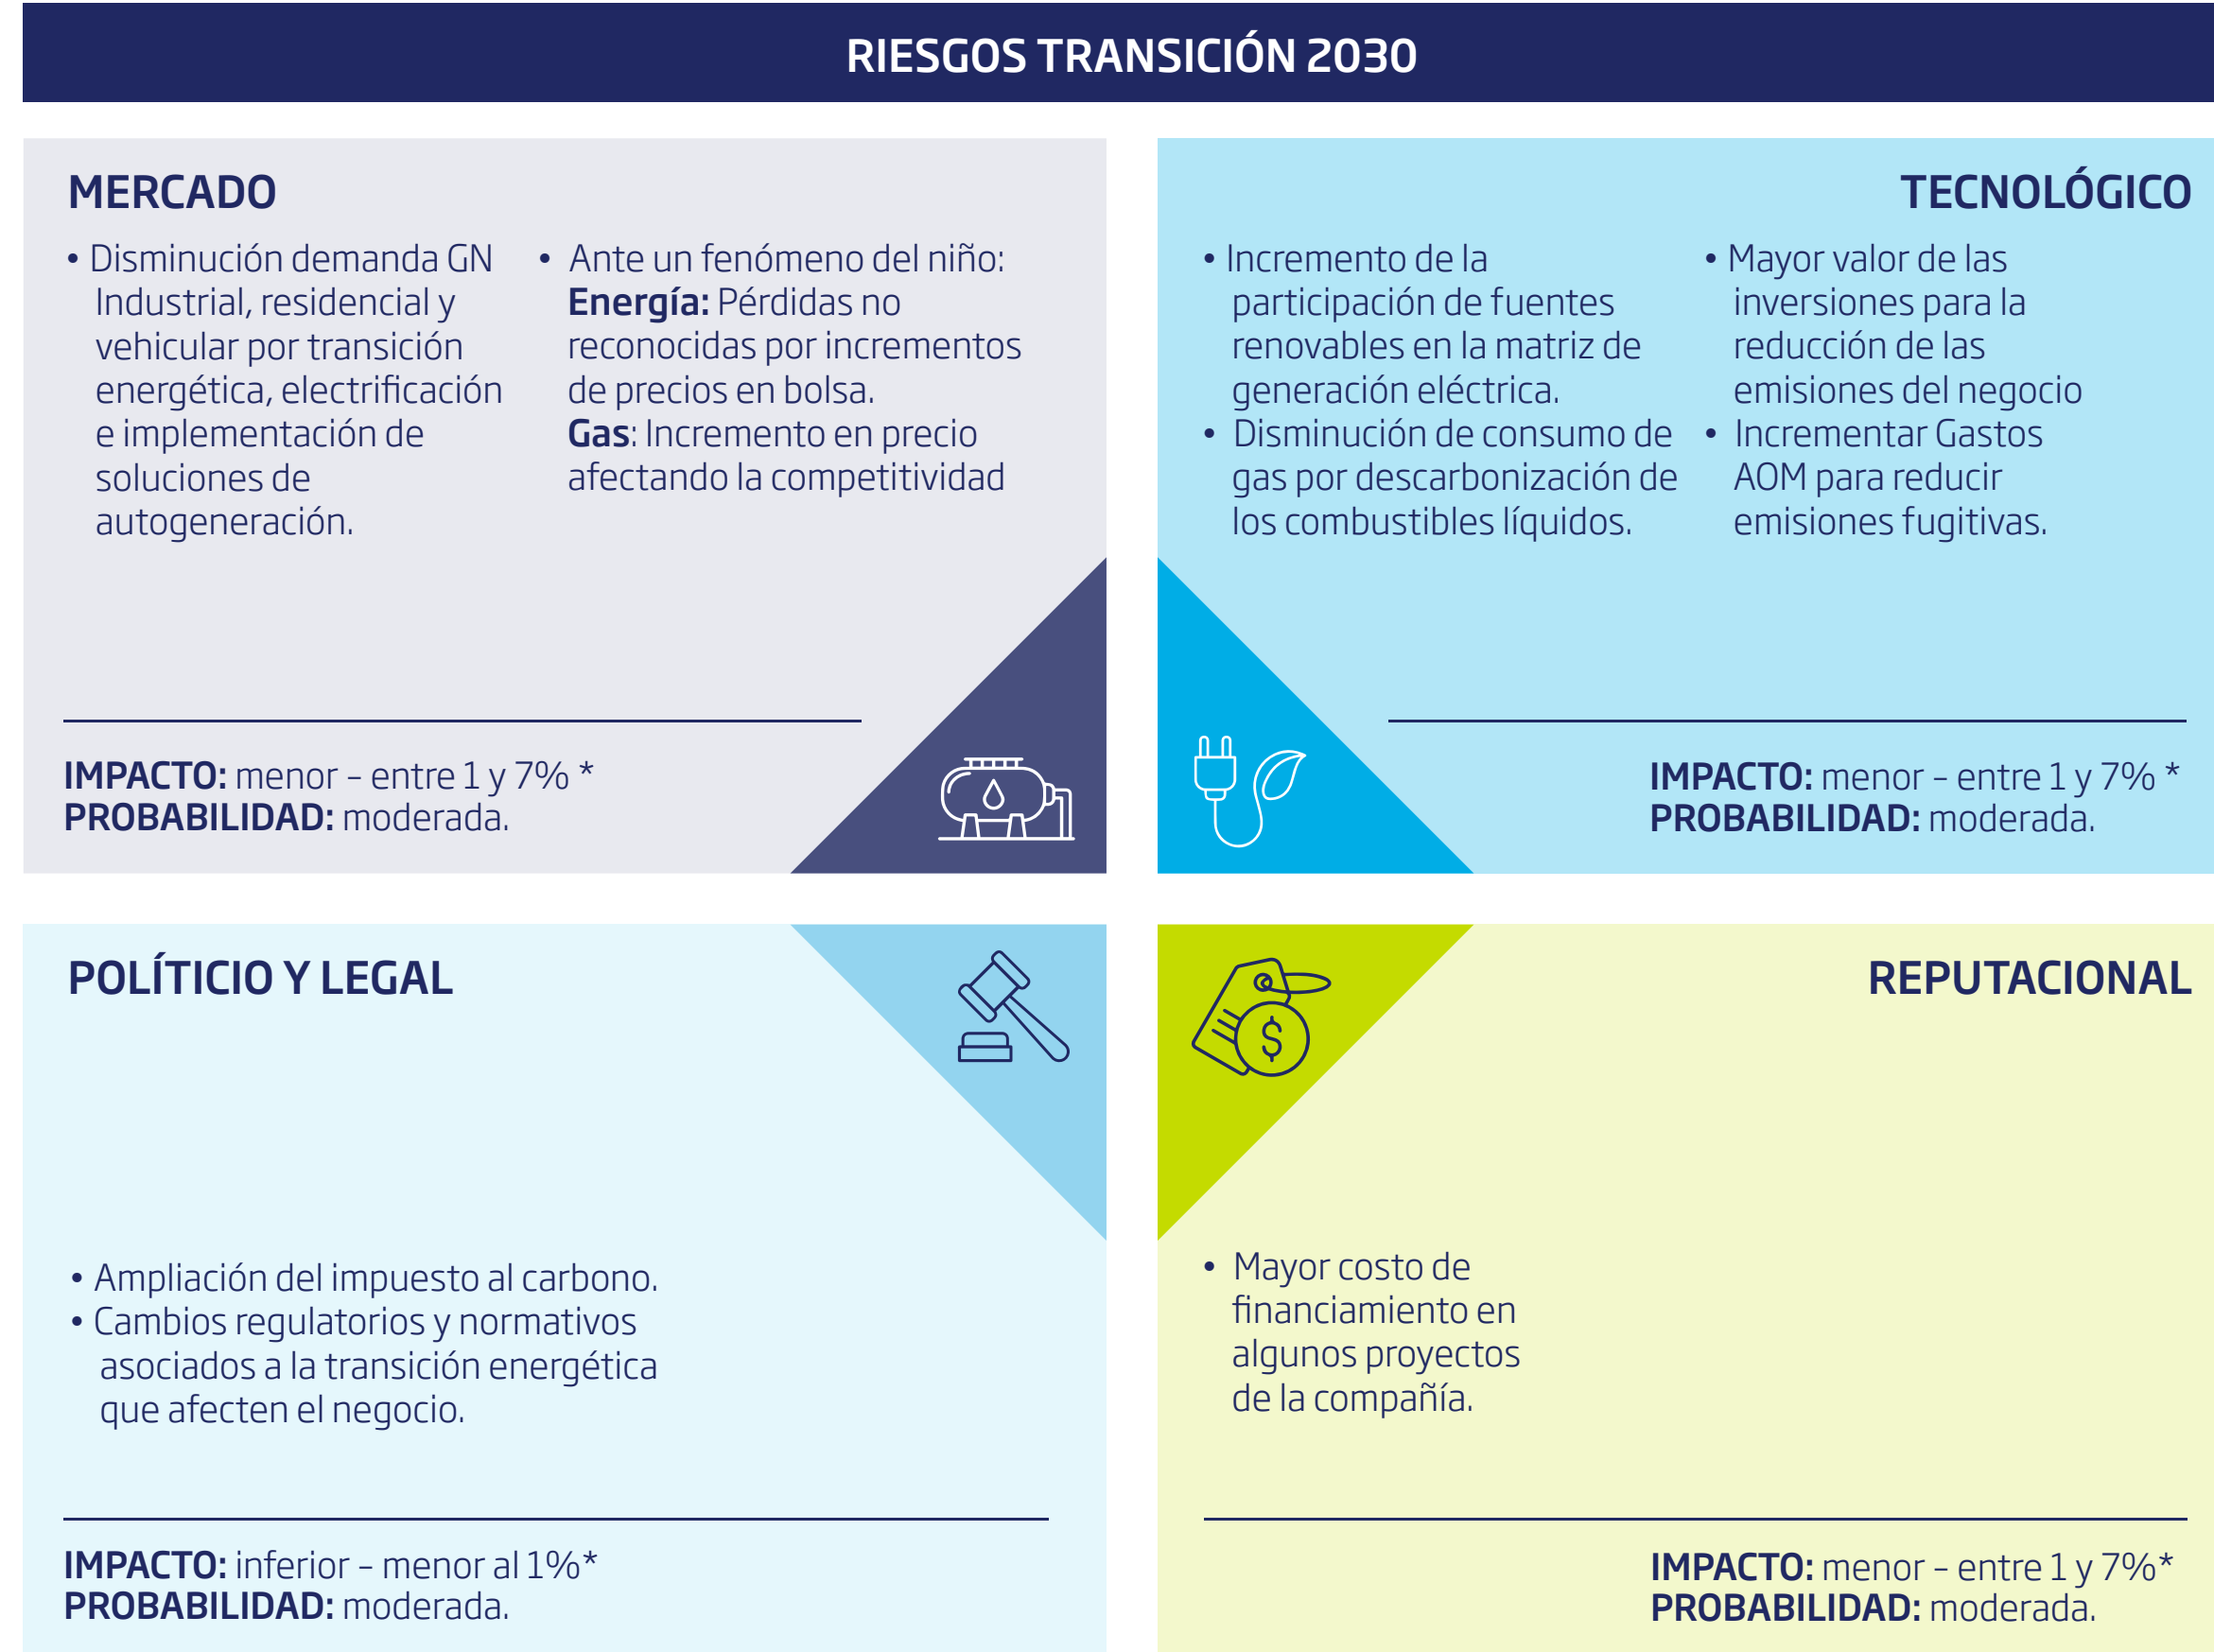 RIESGOS TRANSICIÓN 2030
MERCADO
• Disminución demanda GN
Industrial, residencial y
vehicular por transición
energética, electrificación
e implementación de
soluciones de
autogeneración.
• Ante un fenómeno del niño:
Energía: Pérdidas no
reconocidas por incrementos
de precios en bolsa.
Gas: Incremento en precio
afectando la competitividad
IMPACTO: menor – entre 1 y 7% *
PROBABILIDAD: moderada.
TECNOLÓGICO
• Incremento de la
participación de fuentes
renovables en la matriz de
generación eléctrica.
• Disminución de consumo de
gas por descarbonización de
los combustibles líquidos.
• Mayor valor de las
inversiones para la
reducción de las
emisiones del negocio
• Incrementar Gastos
AOM para reducir
emisiones fugitivas.
IMPACTO: menor – entre 1 y 7% *
PROBABILIDAD: moderada.
POLÍTICIO Y LEGAL
• Ampliación del impuesto al carbono.
• Cambios regulatorios y normativos
asociados a la transición energética
que afecten el negocio.
IMPACTO: inferior – menor al 1%*
PROBABILIDAD: moderada.
$
REPUTACIONAL
• Mayor costo de
financiamiento en
algunos proyectos
de la compañía.
IMPACTO: menor – entre 1 y 7%*
PROBABILIDAD: moderada.